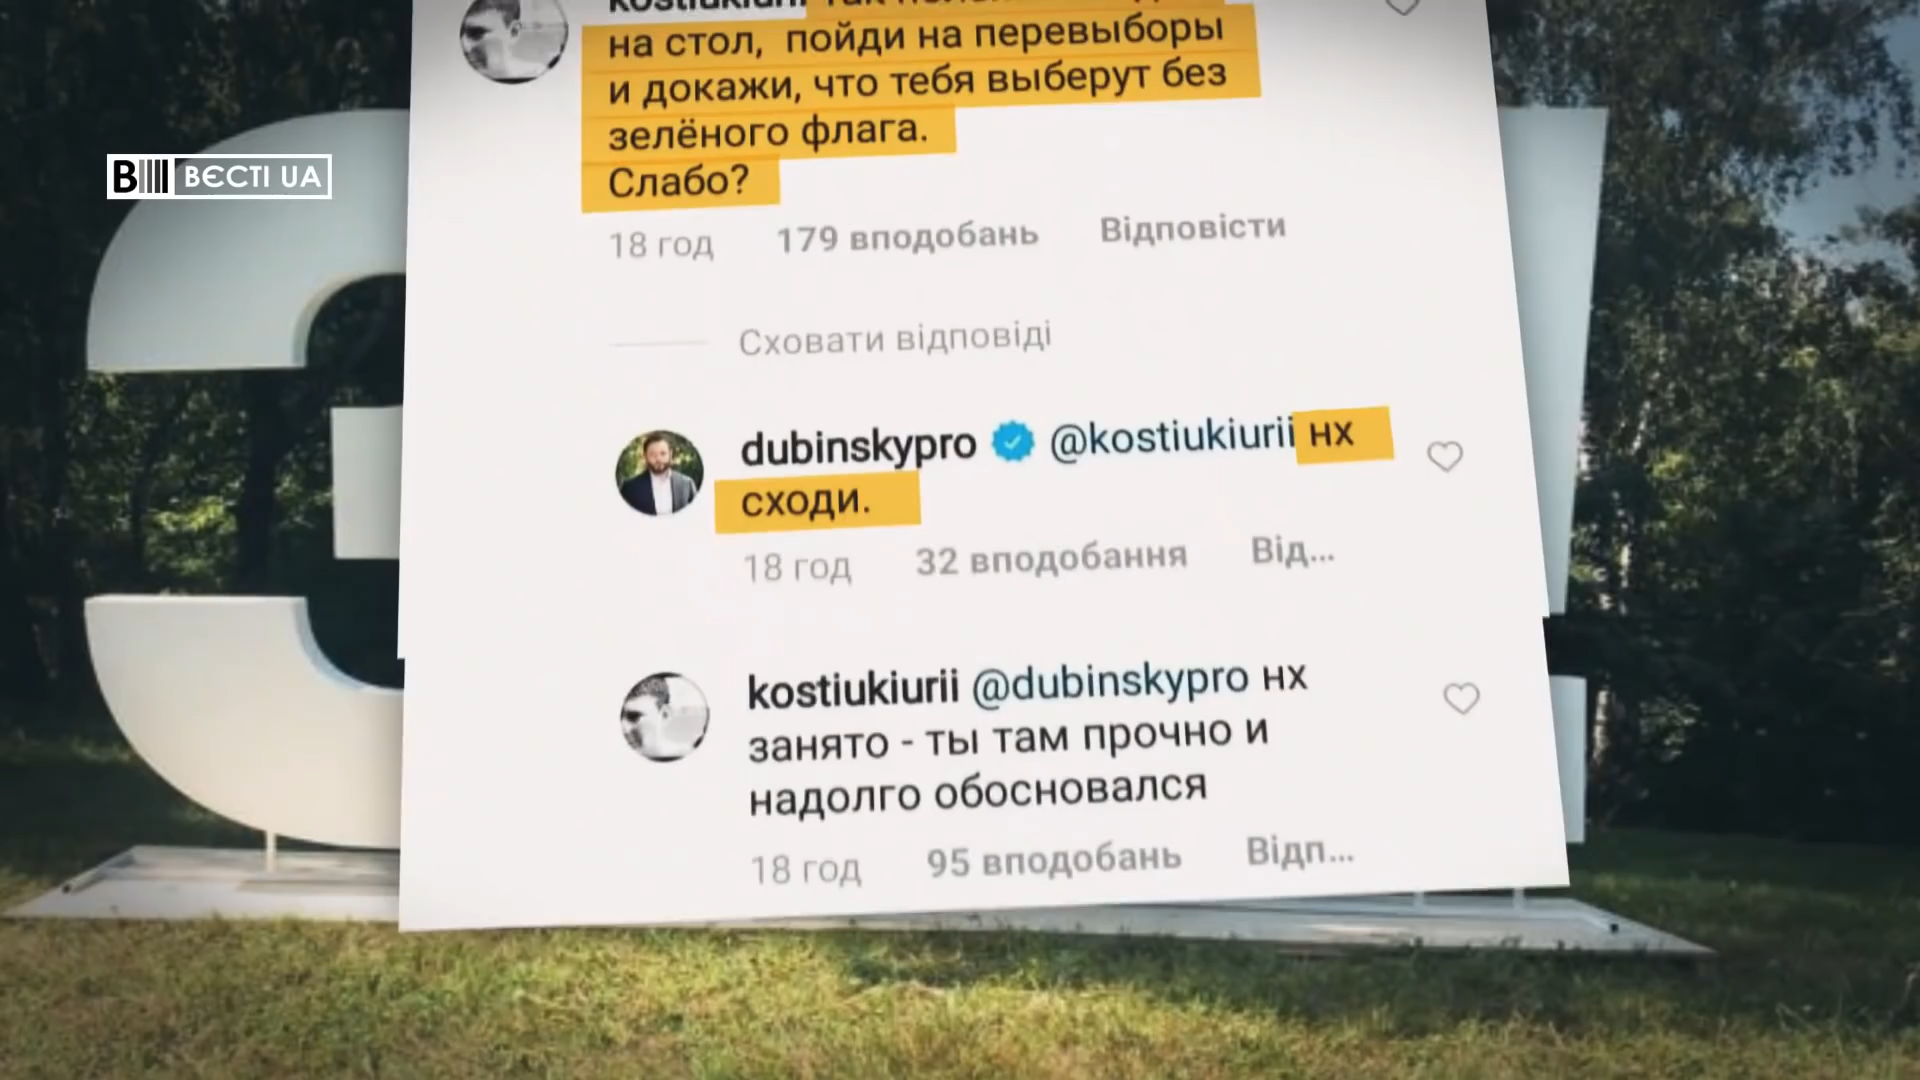 на стол, пойди на перевыборы
и докажи, что тебя выберут без
зелёного флага.
Слабо?
18 год 179 вподобань Відповісти
Сховати відповіді
dubinskypro @kostiukiurii нх
сходи.
18 год 32 вподобання Від...
kostiukiurii @dubinskypro нх
занято - ты там прочно и
надолго обосновался
18 год 95 вподобань Відп...
В ВЄСТІ UA